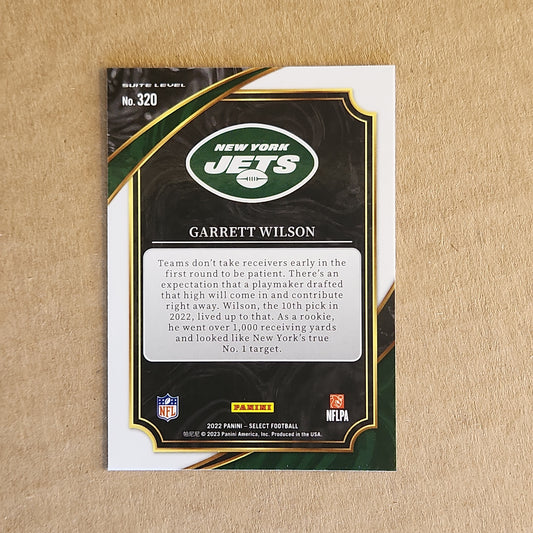 SUITE LEVEL
No. 320
NEW YORK
JETS
GARRETT WILSON
Teams don't take receivers early in the
first round to be patient. There's an
expectation that a playmaker drafted
that high will come in and contribute
right away. Wilson, the 10th pick in
2022, lived up to that. As a rookie,
he went over 1,000 receiving yards
and looked like New York's true
No. 1 target.
NFL
PANINI
NFLPA
2022 PANINI – SELECT FOOTBALL
帕尼尼 © 2023 Panini America, Inc. Produced in the USA.